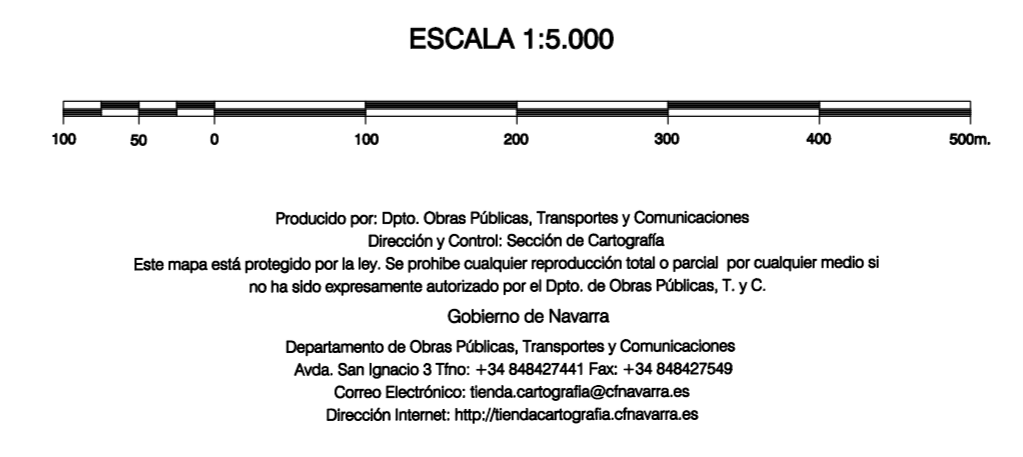 ESCALA 1:5.000
100 50 0 100 200 300 400 500m.
Producido por: Dpto. Obras Públicas, Transportes y Comunicaciones
Dirección y Control: Sección de Cartografía
Este mapa está protegido por la ley. Se prohibe cualquier reproducción total o parcial por cualquier medio si
no ha sido expresamente autorizado por el Dpto. de Obras Públicas, T. y C.
Gobierno de Navarra
Departamento de Obras Públicas, Transportes y Comunicaciones
Avda. San Ignacio 3 Tfno: +34 848427441 Fax: +34 848427549
Correo Electrónico: tienda.cartografia@cfnavarra.es
Dirección Internet: http://tiendacartografia.cfnavarra.es